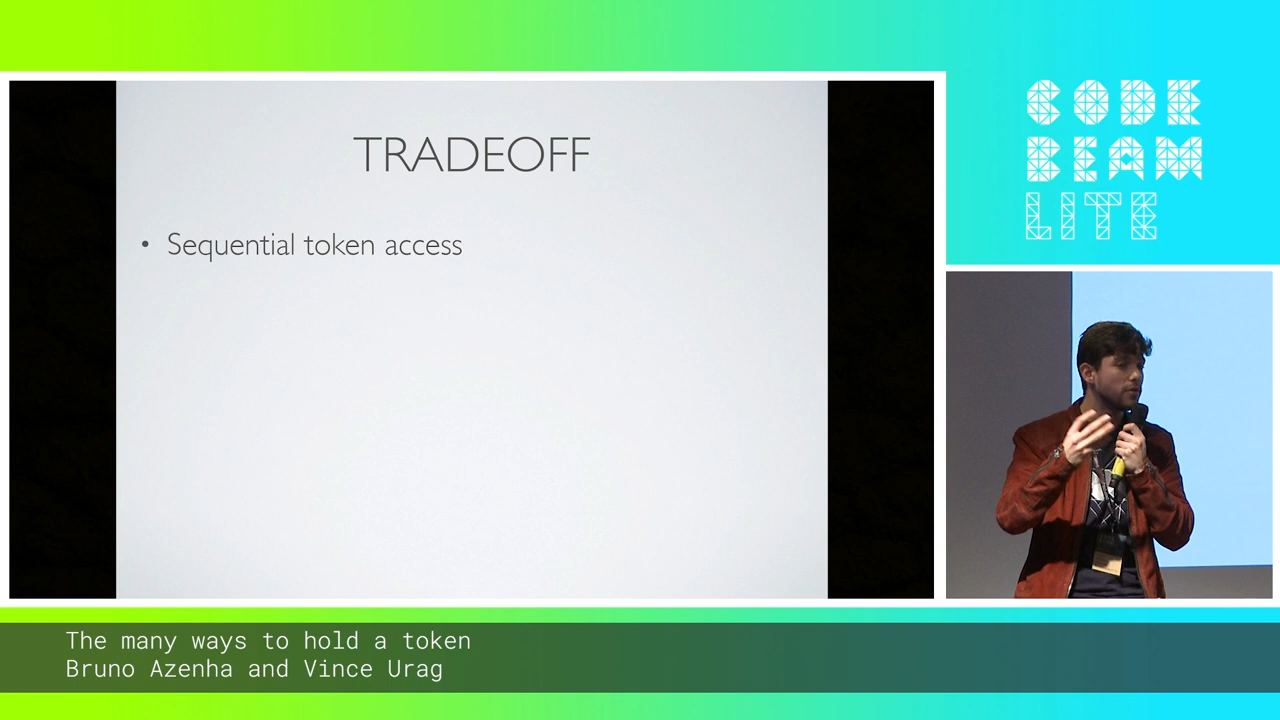 TRADEOFF
• Sequential token access
CODE
BEAM
LITE
The many ways to hold a token
Bruno Azenha and Vince Urag